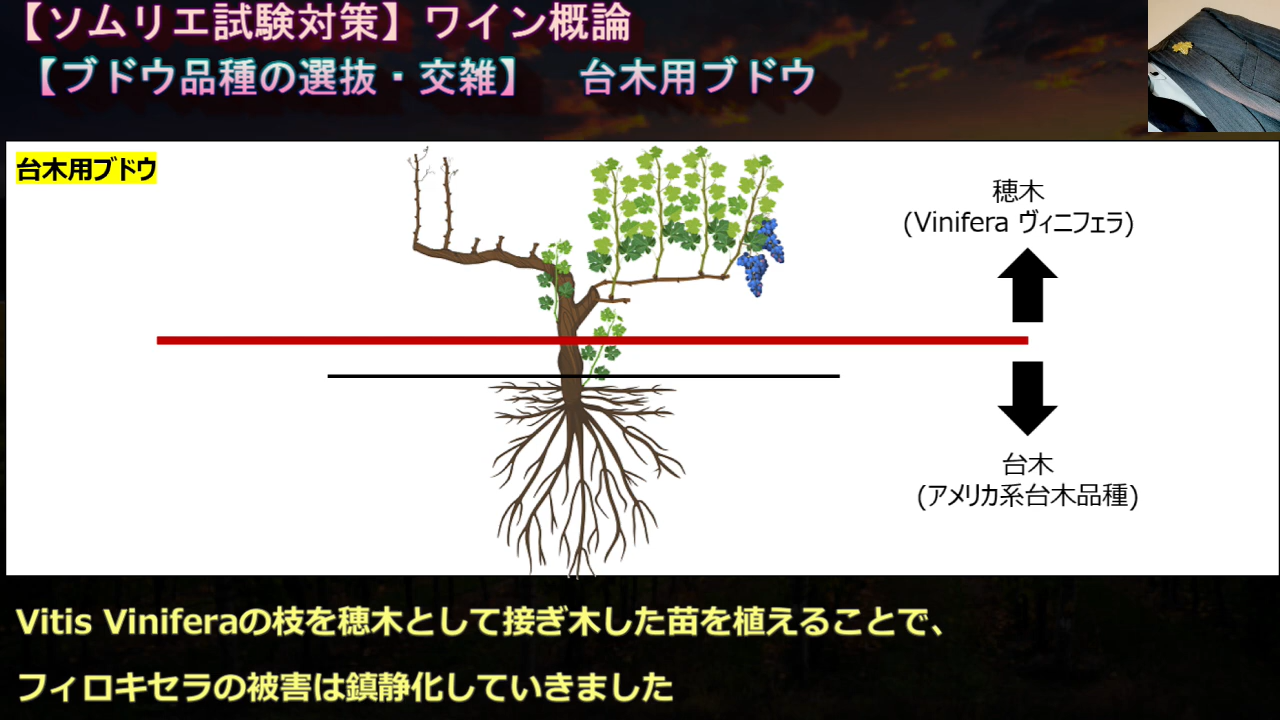 【ソムリエ試験対策】ワイン概論
【ブドウ品種の選抜・交雑】　台木用ブドウ
台木用ブドウ
穂木
(Vinifera ヴィニフェラ)
台木
(アメリカ系台木品種)
Vitis Viniferaの枝を穂木として接ぎ木した苗を植えることで、
フィロキセラの被害は鎮静化していきました